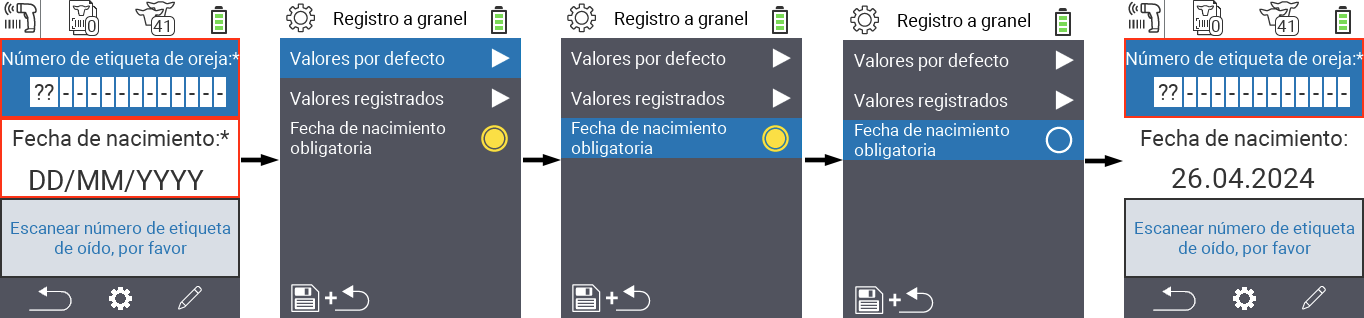 0
41
Número de etiqueta de oreja:*
??------------
Fecha de nacimiento:*
DD/MM/YYYY
Escanear número de etiqueta
de oído, por favor
Registro a granel
Valores por defecto
Valores registrados
Fecha de nacimiento
obligatoria
+
Registro a granel
Valores por defecto
Valores registrados
Fecha de nacimiento
obligatoria
+
Registro a granel
Valores por defecto
Valores registrados
Fecha de nacimiento
obligatoria
+
0
41
Número de etiqueta de oreja:*
??------------
Fecha de nacimiento:
26.04.2024
Escanear número de etiqueta
de oído, por favor